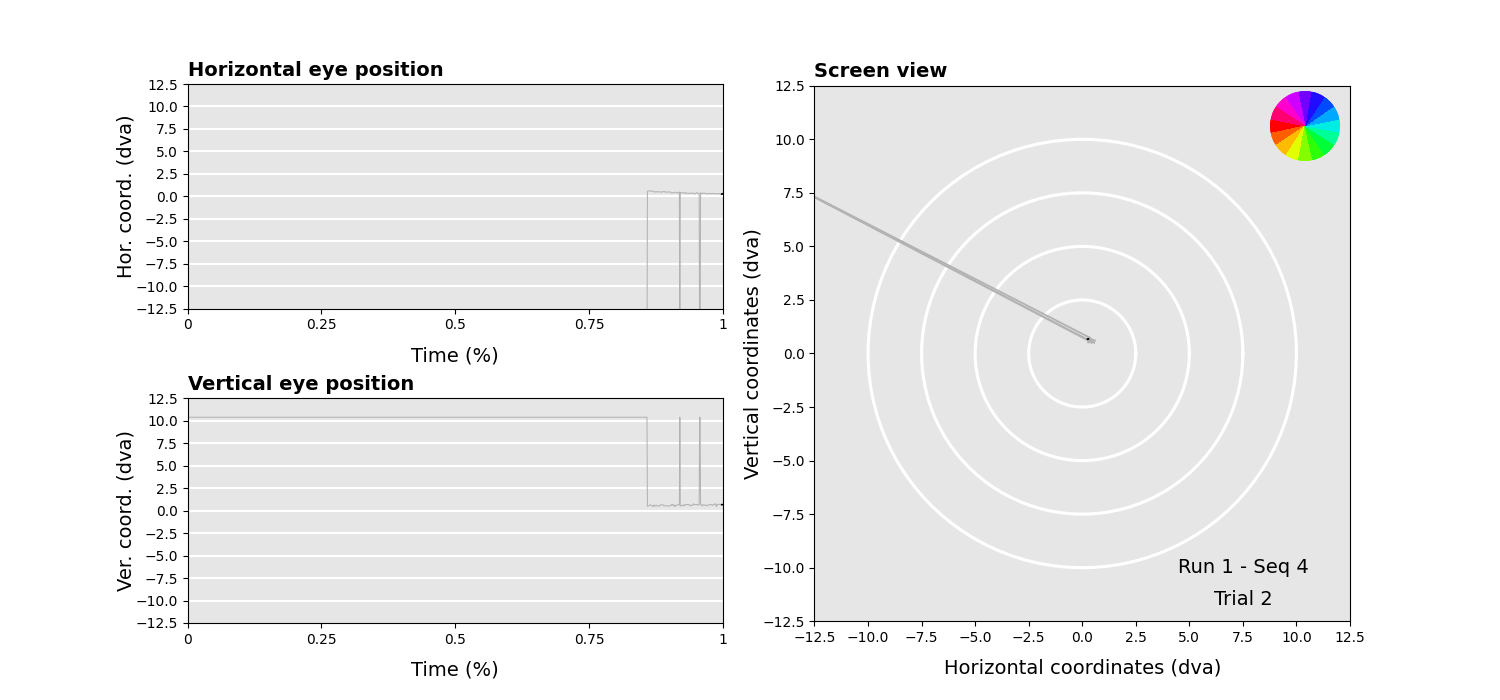 Horizontal eye position
Hor. coord. (dva)
12.5
10.0
7.5
5.0
2.5
0.0
−2.5
−5.0
−7.5
−10.0
−12.5
0 0.25 0.5 0.75 1
Time (%)
Vertical eye position
Ver. coord. (dva)
12.5
10.0
7.5
5.0
2.5
0.0
−2.5
−5.0
−7.5
−10.0
−12.5
0 0.25 0.5 0.75 1
Time (%)
Screen view
Vertical coordinates (dva)
12.5
10.0
7.5
5.0
2.5
0.0
−2.5
−5.0
−7.5
−10.0
−12.5
Run 1 - Seq 4
Trial 2
−12.5 −10.0 −7.5 −5.0 −2.5 0.0 2.5 5.0 7.5 10.0 12.5
Horizontal coordinates (dva)